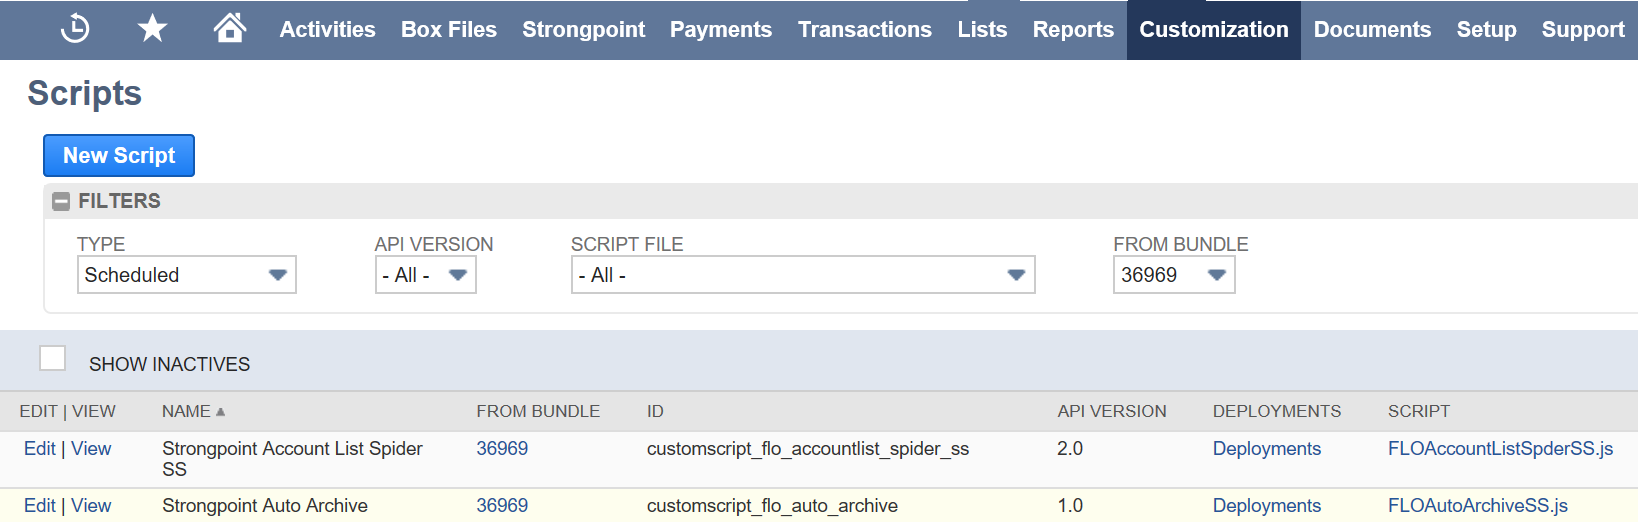 Activities Box Files Strongpoint Payments Transactions Lists Reports Customization Documents Setup Support
Scripts
New Script
FILTERS
TYPE API VERSION SCRIPT FILE FROM BUNDLE
Scheduled - All - - All - 36969
SHOW INACTIVES
EDIT | VIEW NAME FROM BUNDLE ID API VERSION DEPLOYMENTS SCRIPT
Edit | View Strongpoint Account List Spider 36969 customscript_flo_accountlist_spider_ss 2.0 Deployments FLOAccountListSpderSS.js
SS
Edit | View Strongpoint Auto Archive 36969 customscript_flo_auto_archive 1.0 Deployments FLOAutoArchiveSS.js